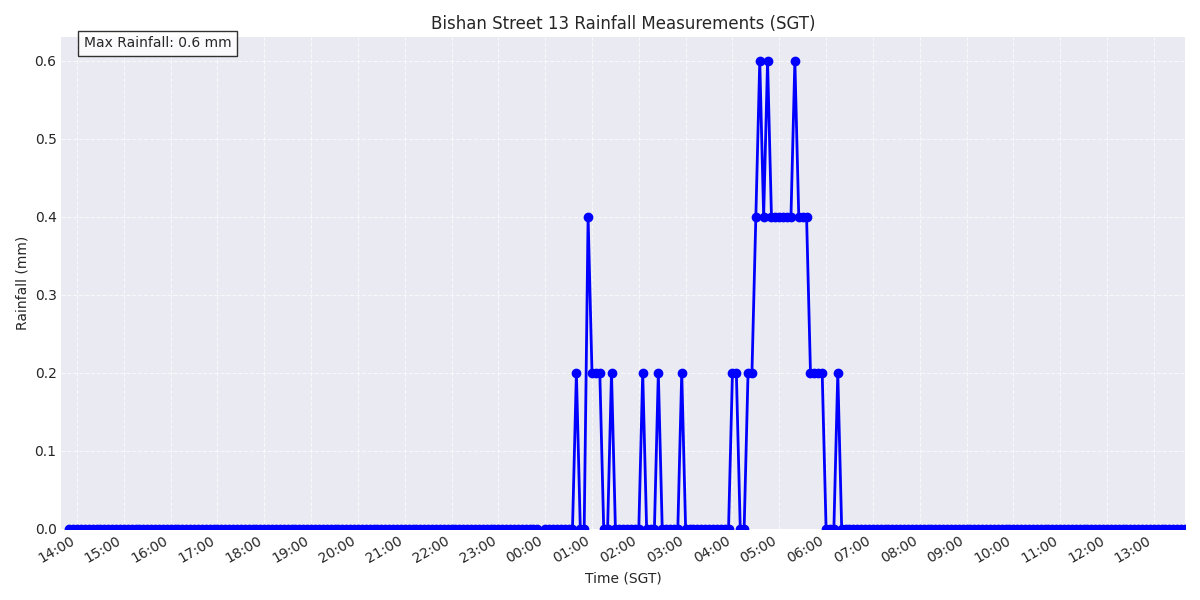 Bishan Street 13 Rainfall Measurements (SGT)
Max Rainfall: 0.6 mm
0.6
0.5
0.4
0.3
0.2
0.1
0.0
Rainfall (mm)
14:00 15:00 16:00 17:00 18:00 19:00 20:00 21:00 22:00 23:00 00:00 01:00 02:00 03:00 04:00 05:00 06:00 07:00 08:00 09:00 10:00 11:00 12:00 13:00
Time (SGT)